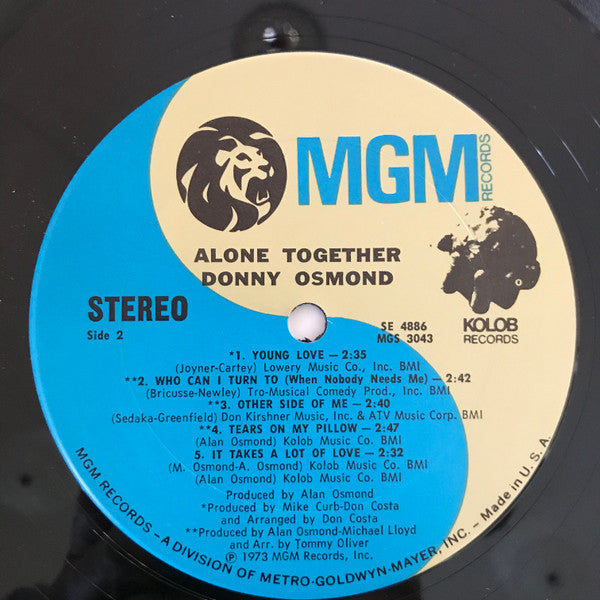 MGM
RECORDS
ALONE TOGETHER
DONNY OSMOND
STEREO
Side 2
SE 4886
MGS 3043
KOLOB
RECORDS
*1. YOUNG LOVE — 2:35
(Joyner-Cartey) Lowery Music Co., Inc. BMI
**2. WHO CAN I TURN TO (When Nobody Needs Me) — 2:42
(Bricusse-Newley) Tro-Musical Comedy Prod., Inc. BMI
**3. OTHER SIDE OF ME — 2:40
(Sedaka-Greenfield) Don Kirshner Music, Inc. & ATV Music Corp. BMI
**4. TEARS ON MY PILLOW — 2:47
(Alan Osmond) Kolob Music Co. BMI
5. IT TAKES A LOT OF LOVE — 2:32
(M. Osmond-A. Osmond) Kolob Music Co. BMI
(Alan Osmond) Kolob Music Co. BMI
Produced by Alan Osmond
*Produced by Mike Curb-Don Costa
and Arranged by Don Costa
**Produced by Alan Osmond-Michael Lloyd
and Arr. by Tommy Oliver
℗ 1973 MGM Records, Inc.
MGM RECORDS – A DIVISION OF METRO-GOLDWYN-MAYER, INC. – Made in U. S. A.